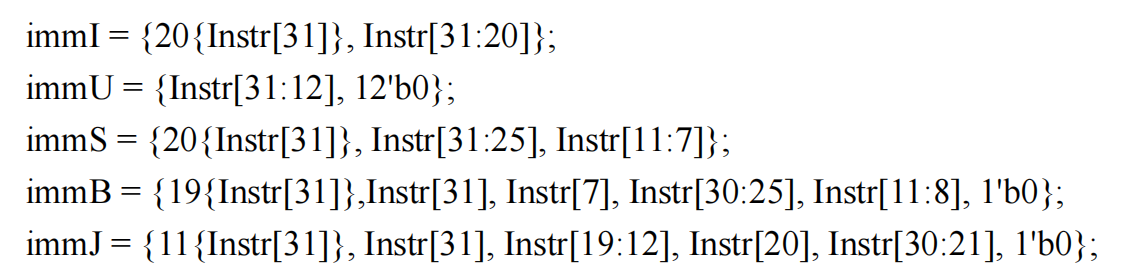 immI = {20{Instr[31]}, Instr[31:20]};
immU = {Instr[31:12], 12'b0};
immS = {20{Instr[31]}, Instr[31:25], Instr[11:7]};
immB = {19{Instr[31]},Instr[31], Instr[7], Instr[30:25], Instr[11:8], 1'b0};
immJ = {11{Instr[31]}, Instr[31], Instr[19:12], Instr[20], Instr[30:21], 1'b0};